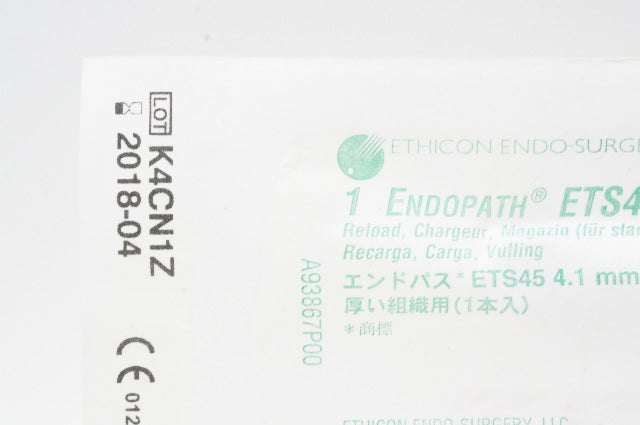 LOT K4CN1Z
2018-04
CE 012
ETHICON ENDO-SURGE
1 ENDOPATH® ETS4
Reload, Chargeur, Magazin (für sta
Recarga, Carga, Vulling
エンドパス*ETS45 4.1 mm
厚い組織用(1本入)
*商標
A93867P00
ETHICON ENDO-SURGERY, LLC